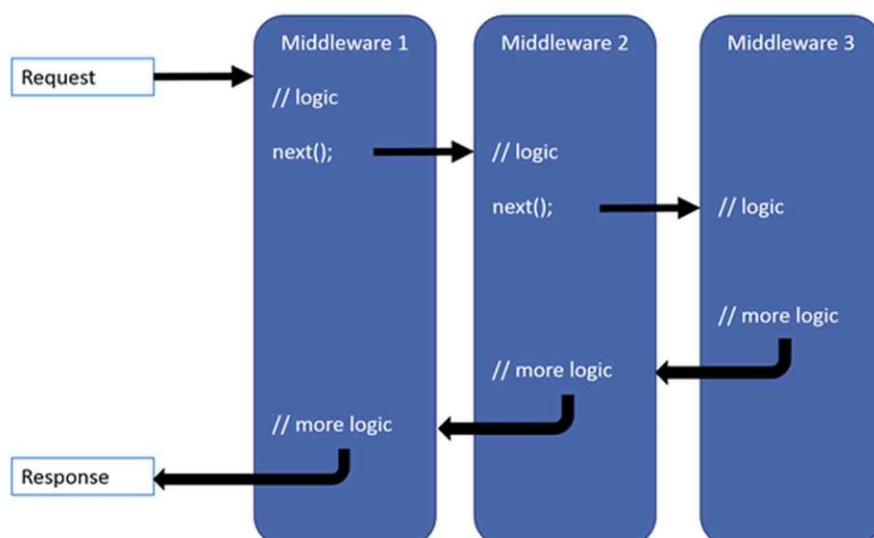 Middleware 1
Middleware 2
Middleware 3
Request
// logic
next();
// logic
next();
// logic
// more logic
// more logic
// more logic
Response